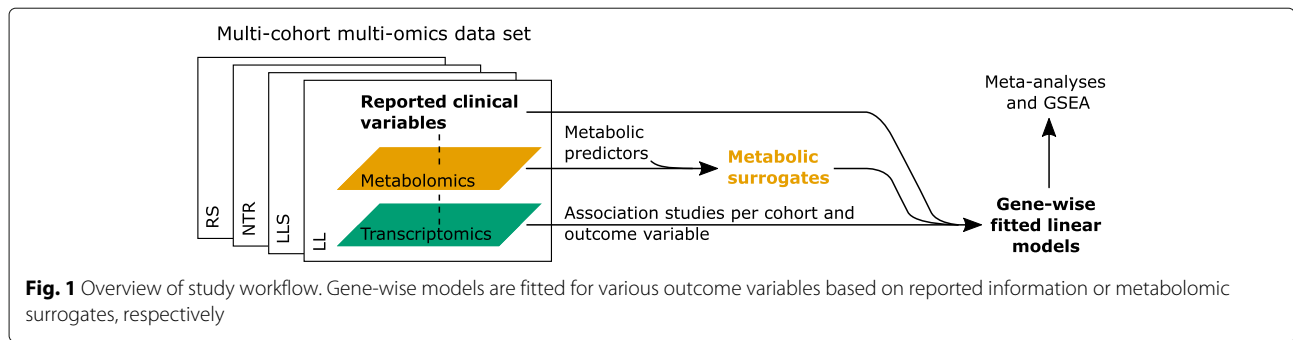 Multi-cohort multi-omics data set
RS
NTR
LLS
LL
Reported clinical
variables
Metabolomics
Transcriptomics
Metabolic
predictors
Metabolic
surrogates
Association studies per cohort and
outcome variable
Meta-analyses
and GSEA
Gene-wise
fitted linear
models
Fig. 1 Overview of study workflow. Gene-wise models are fitted for various outcome variables based on reported information or metabolomic
surrogates, respectively